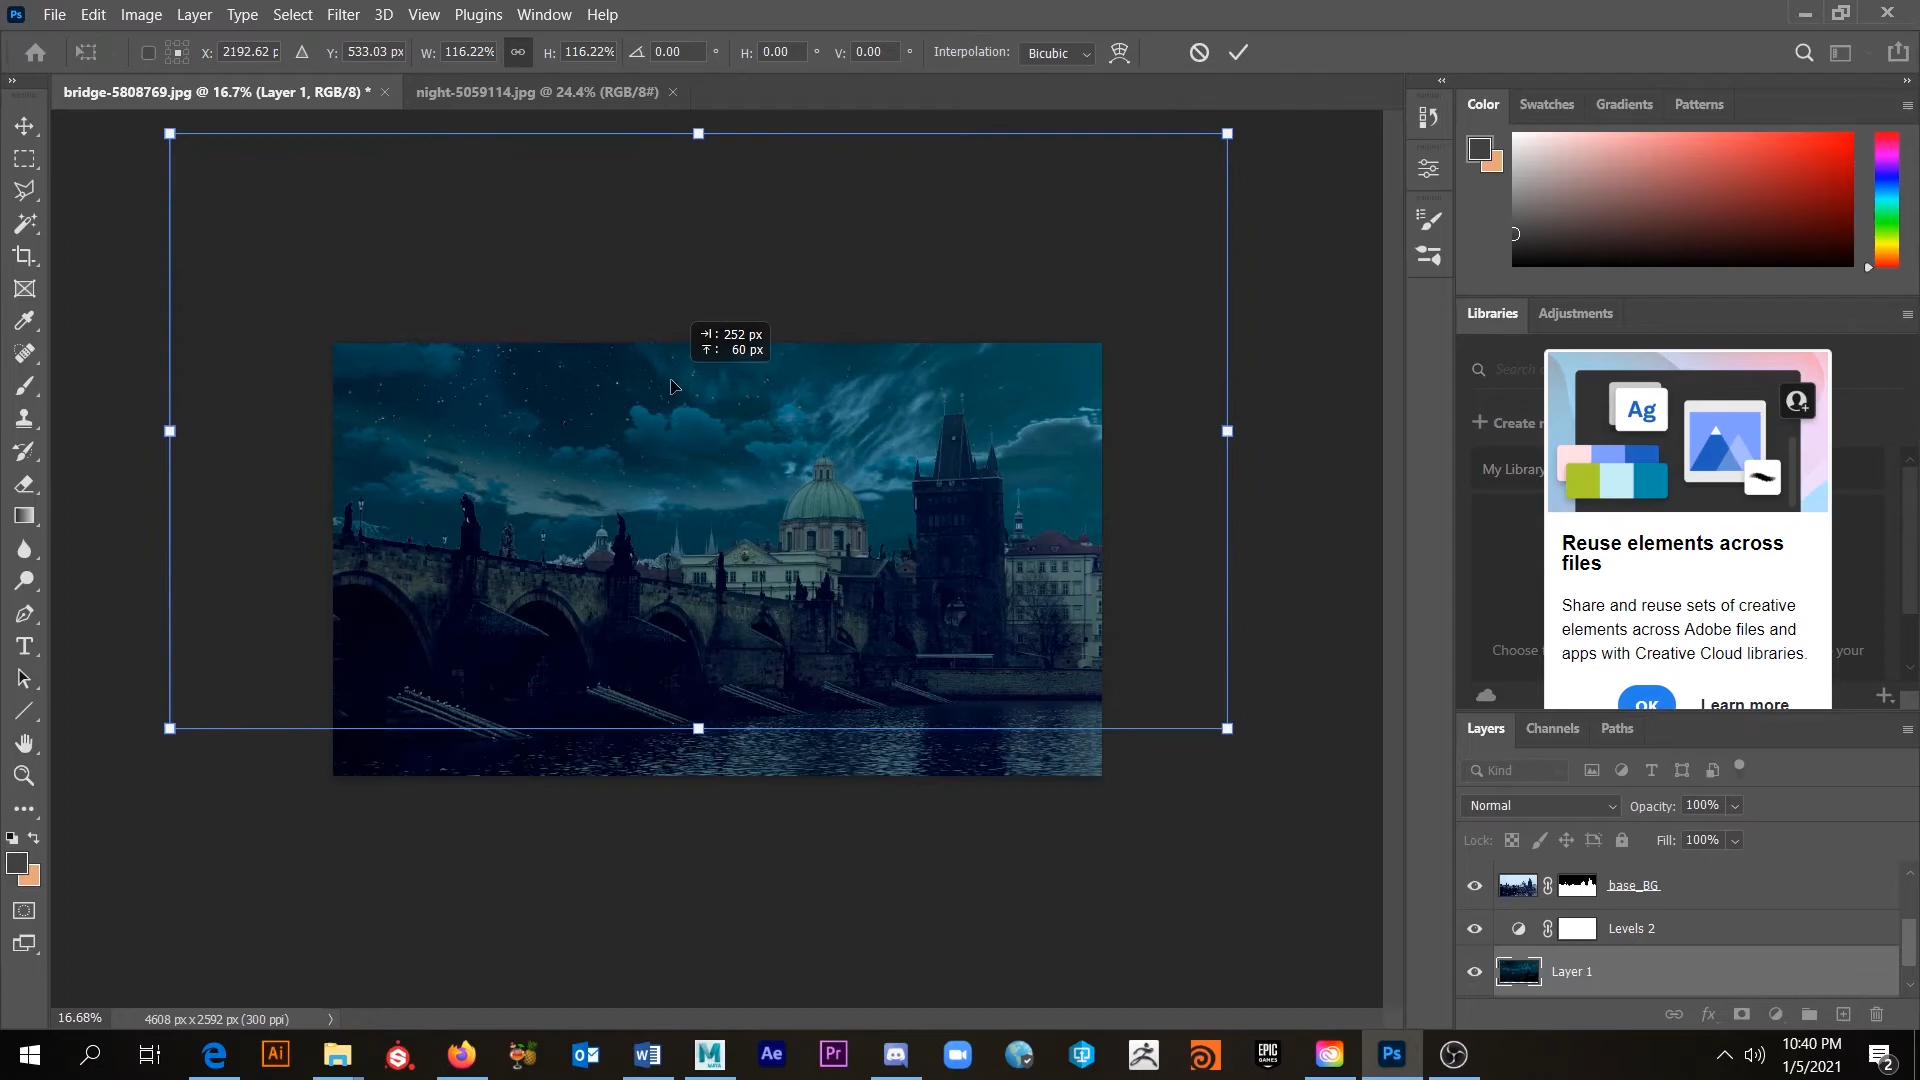 Ps File Edit Image Layer Type Select Filter 3D View Plugins Window Help
X: 2192.62 p Y: 533.03 px W: 116.22% H: 116.22% 0.00 ° H: 0.00 ° V: 0.00 ° Interpolation: Bicubic
bridge-5808769.jpg @ 16.7% (Layer 1, RGB/8) * × night-5059114.jpg @ 24.4% (RGB/8#) ×
Color Swatches Gradients Patterns
: 252 px
: 60 px
Libraries Adjustments
Search
Ag
Create
My Library
Reuse elements across
files
Share and reuse sets of creative
elements across Adobe files and
apps with Creative Cloud libraries.
Choose your
OK Learn more
Layers Channels Paths
Kind
Normal Opacity: 100%
Lock: Fill: 100%
base_BG
Levels 2
Layer 1
16.68% 4608 px x 2592 px (300 ppi)
fx
Ai S W M Ae Pr EPIC GAMES Ps
10:40 PM
1/5/2021
2